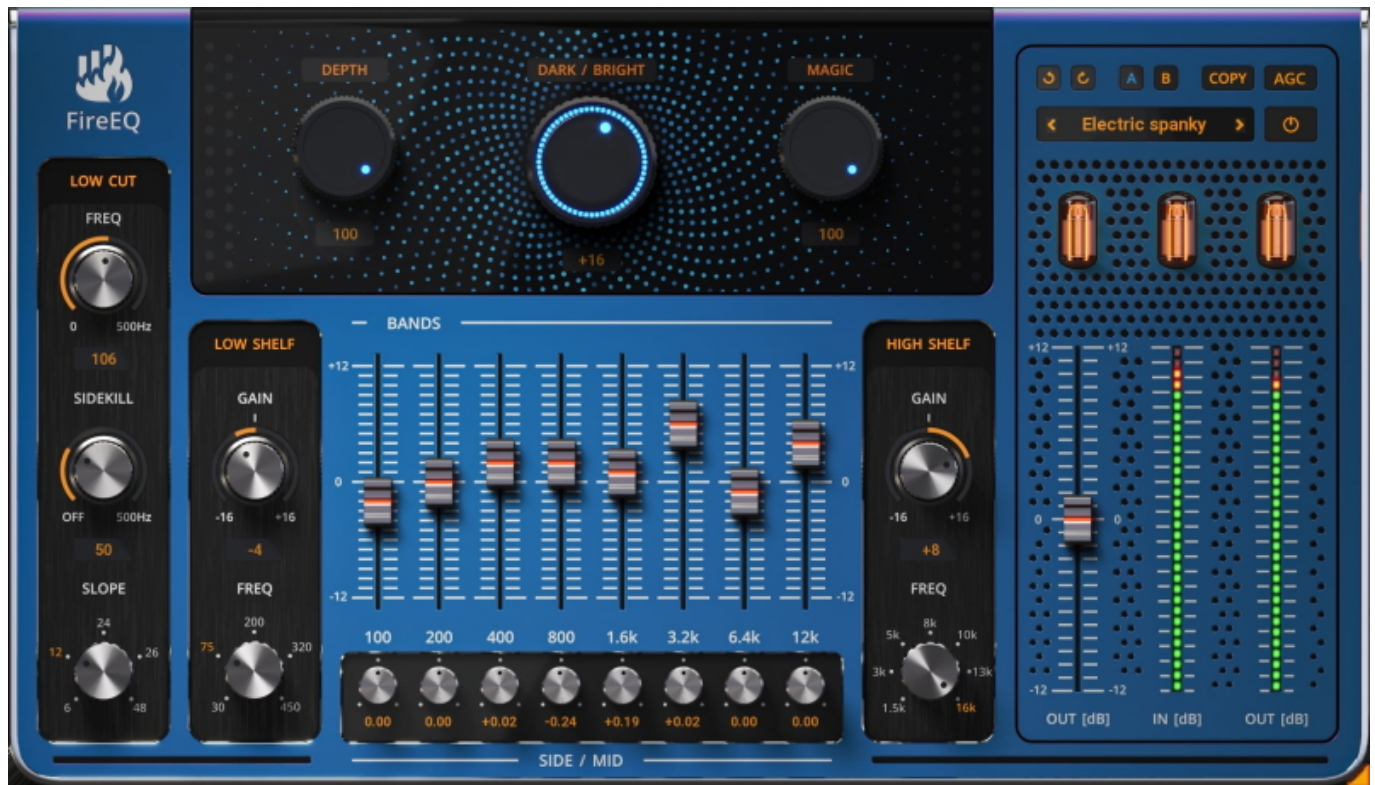 FireEQ
DEPTH
DARK / BRIGHT
MAGIC
100
+16
100
A
B
COPY
AGC
< Electric spanky >
LOW CUT
FREQ
0 500Hz
106
SIDEKILL
OFF 500Hz
50
SLOPE
24
12 26
6 48
LOW SHELF
GAIN
-16 +16
-4
FREQ
200
75 320
30 450
BANDS
+12 +12
0 0
-12 -12
100 200 400 800 1.6k 3.2k 6.4k 12k
0.00 0.00 +0.02 -0.24 +0.19 +0.02 0.00 0.00
SIDE / MID
HIGH SHELF
GAIN
-16 +16
+8
FREQ
8k
5k 10k
3k 13k
1.5k 16k
+12 +12
0 0
-12 -12
OUT [dB] IN [dB] OUT [dB]